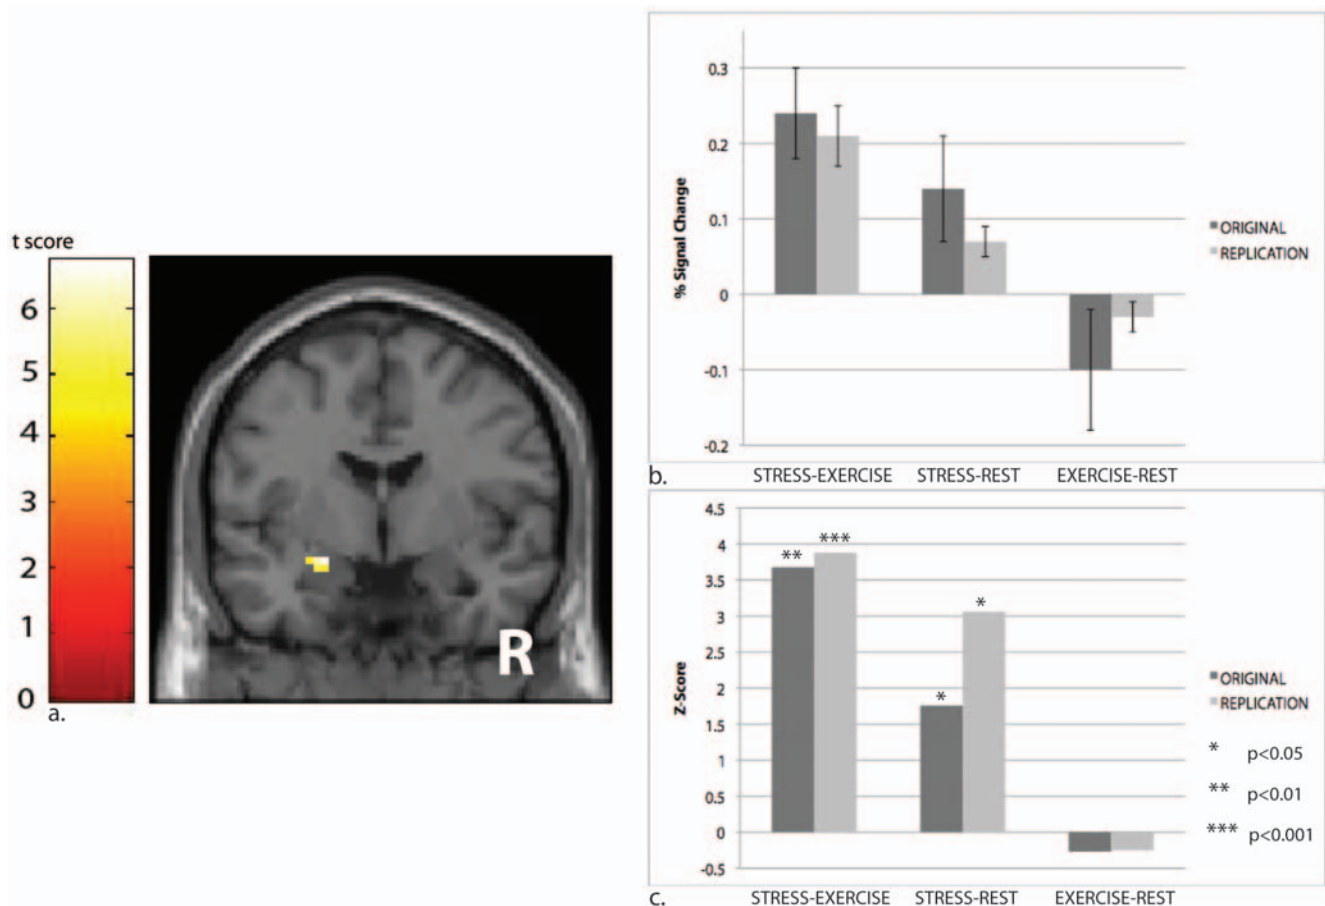 t score
6
5
4
3
2
1
0
a.
R
0.3
0.2
0.1
0
-0.1
-0.2
% Signal Change
ORIGINAL
REPLICATION
b.
STRESS-EXERCISE STRESS-REST EXERCISE-REST
4.5
4
3.5
3
2.5
2
1.5
1
0.5
0
-0.5
Z-Score
** *** * *
ORIGINAL
REPLICATION
* p<0.05
** p<0.01
*** p<0.001
c.
STRESS-EXERCISE STRESS-REST EXERCISE-REST